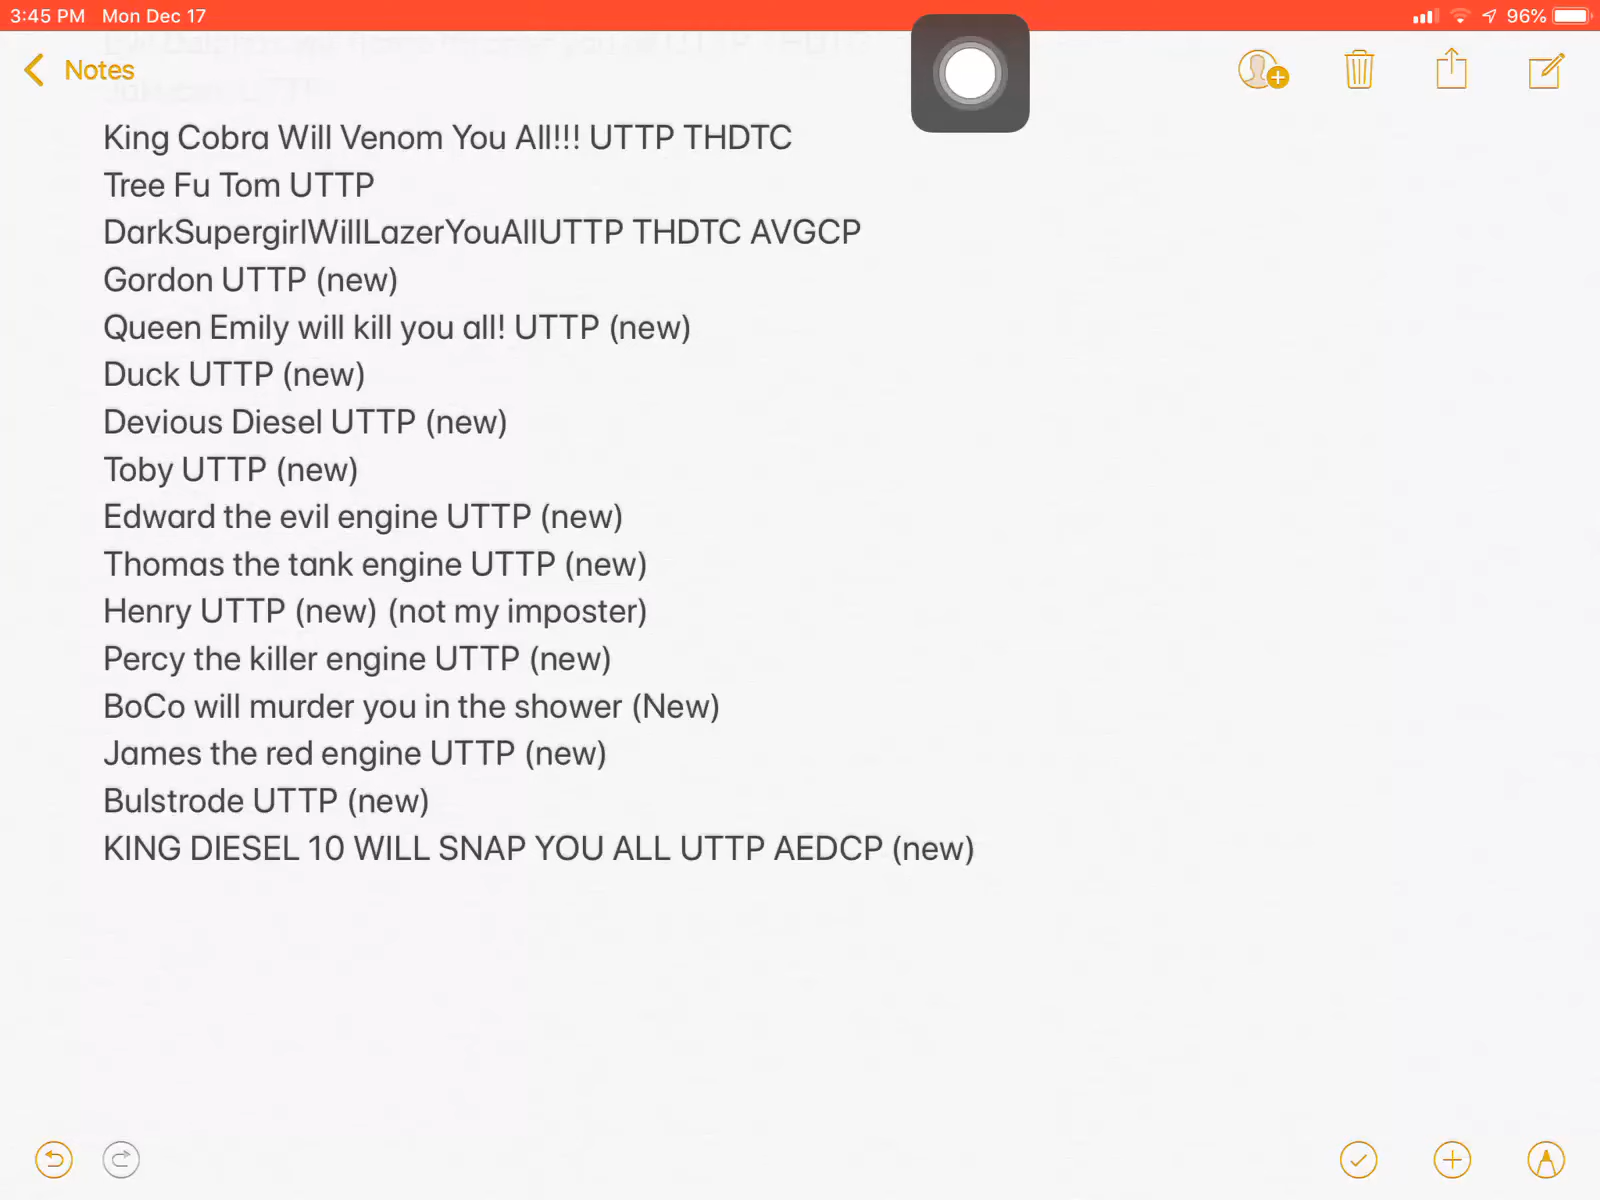 3:45 PM Mon Dec 17 96%
Notes
King Cobra Will Venom You All!!! UTTP THDTC
Tree Fu Tom UTTP
DarkSupergirlWillLazerYouAllUTTP THDTC AVGCP
Gordon UTTP (new)
Queen Emily will kill you all! UTTP (new)
Duck UTTP (new)
Devious Diesel UTTP (new)
Toby UTTP (new)
Edward the evil engine UTTP (new)
Thomas the tank engine UTTP (new)
Henry UTTP (new) (not my imposter)
Percy the killer engine UTTP (new)
BoCo will murder you in the shower (New)
James the red engine UTTP (new)
Bulstrode UTTP (new)
KING DIESEL 10 WILL SNAP YOU ALL UTTP AEDCP (new)